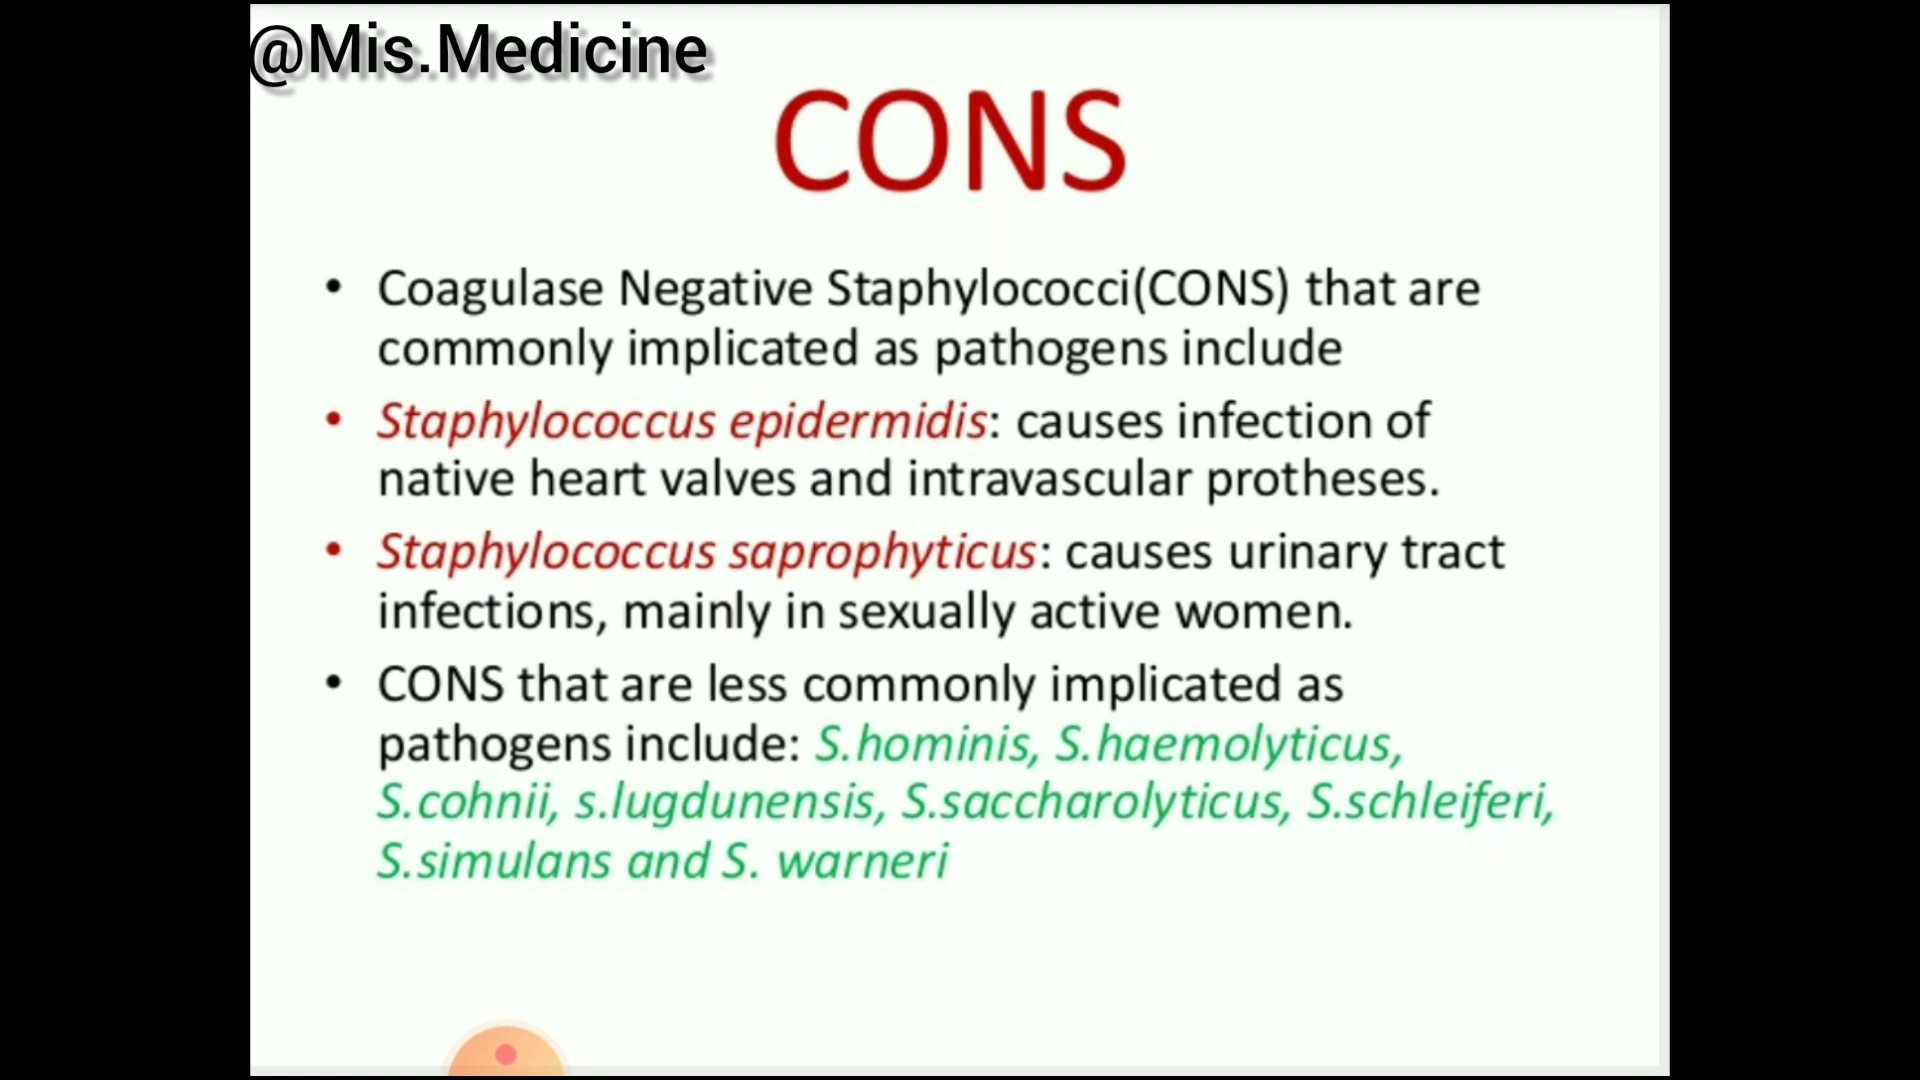 @Mis.Medicine
CONS
• Coagulase Negative Staphylococci(CONS) that are
commonly implicated as pathogens include
• Staphylococcus epidermidis: causes infection of
native heart valves and intravascular protheses.
• Staphylococcus saprophyticus: causes urinary tract
infections, mainly in sexually active women.
• CONS that are less commonly implicated as
pathogens include: S.hominis, S.haemolyticus,
S.cohnii, s.lugdunensis, S.saccharolyticus, S.schleiferi,
S.simulans and S. warneri